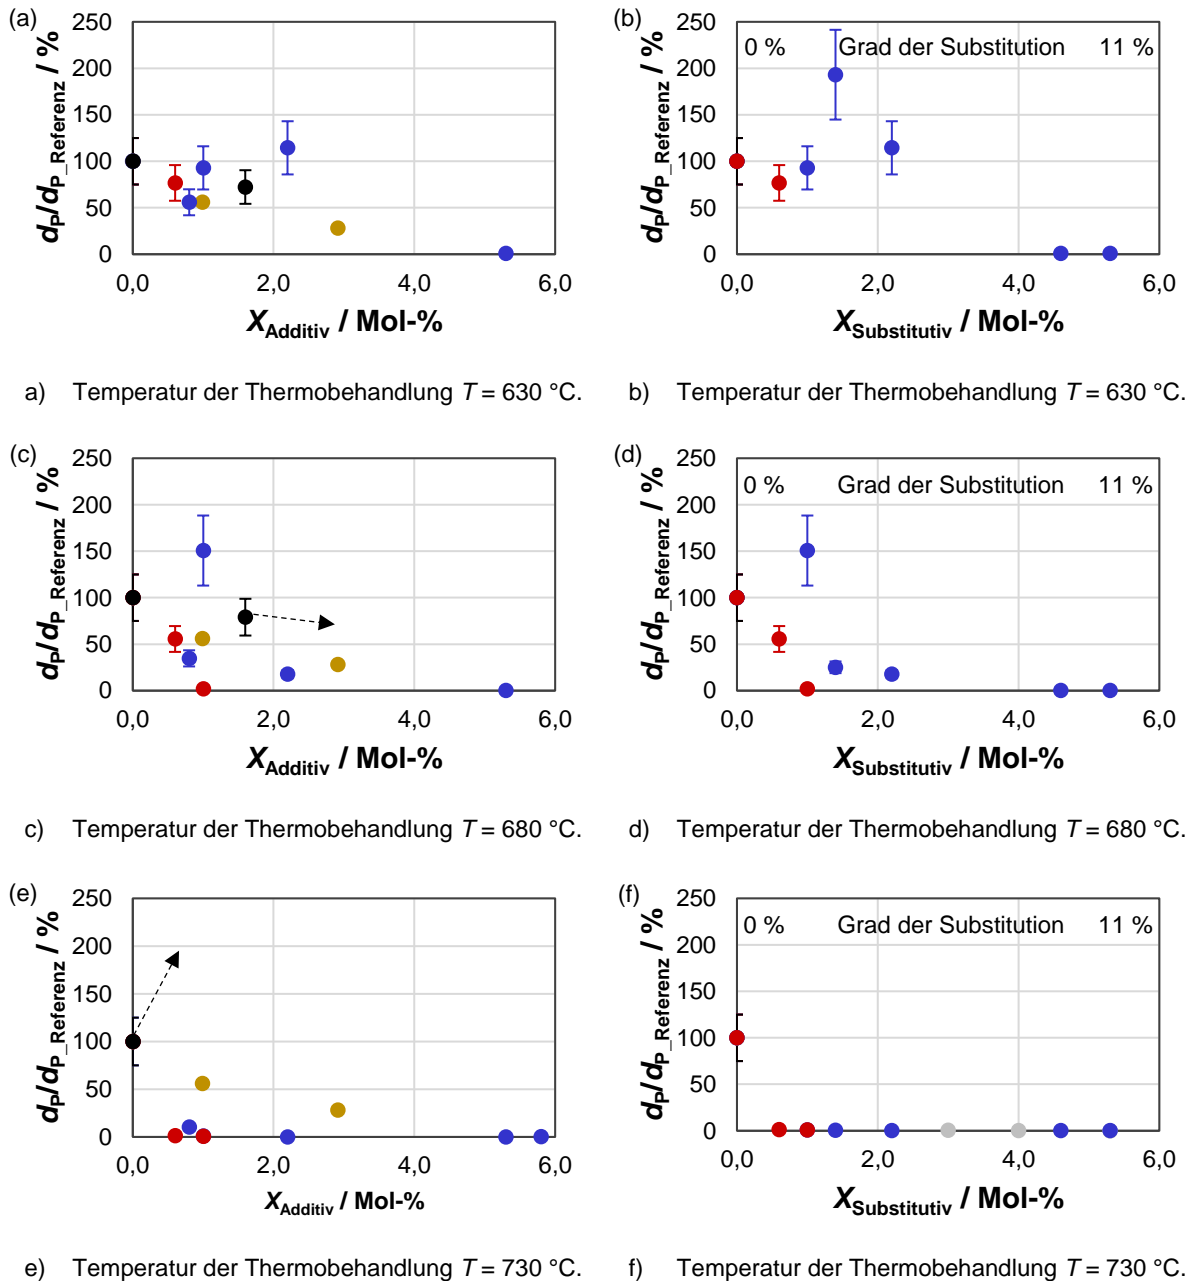 (a)
250
200
150
100
50
0
0,0 2,0 4,0 6,0
dP/dP_Referenz / %
XAdditiv / Mol-%
a) Temperatur der Thermobehandlung T = 630 °C.
(b)
250
200
150
100
50
0
0,0 2,0 4,0 6,0
0 % Grad der Substitution 11 %
dP/dP_Referenz / %
XSubstitutiv / Mol-%
b) Temperatur der Thermobehandlung T = 630 °C.
(c)
250
200
150
100
50
0
0,0 2,0 4,0 6,0
dP/dP_Referenz / %
XAdditiv / Mol-%
c) Temperatur der Thermobehandlung T = 680 °C.
(d)
250
200
150
100
50
0
0,0 2,0 4,0 6,0
0 % Grad der Substitution 11 %
dP/dP_Referenz / %
XSubstitutiv / Mol-%
d) Temperatur der Thermobehandlung T = 680 °C.
(e)
250
200
150
100
50
0
0,0 2,0 4,0 6,0
dP/dP_Referenz / %
XAdditiv / Mol-%
e) Temperatur der Thermobehandlung T = 730 °C.
(f)
250
200
150
100
50
0
0,0 2,0 4,0 6,0
0 % Grad der Substitution 11 %
dP/dP_Referenz / %
XSubstitutiv / Mol-%
f) Temperatur der Thermobehandlung T = 730 °C.